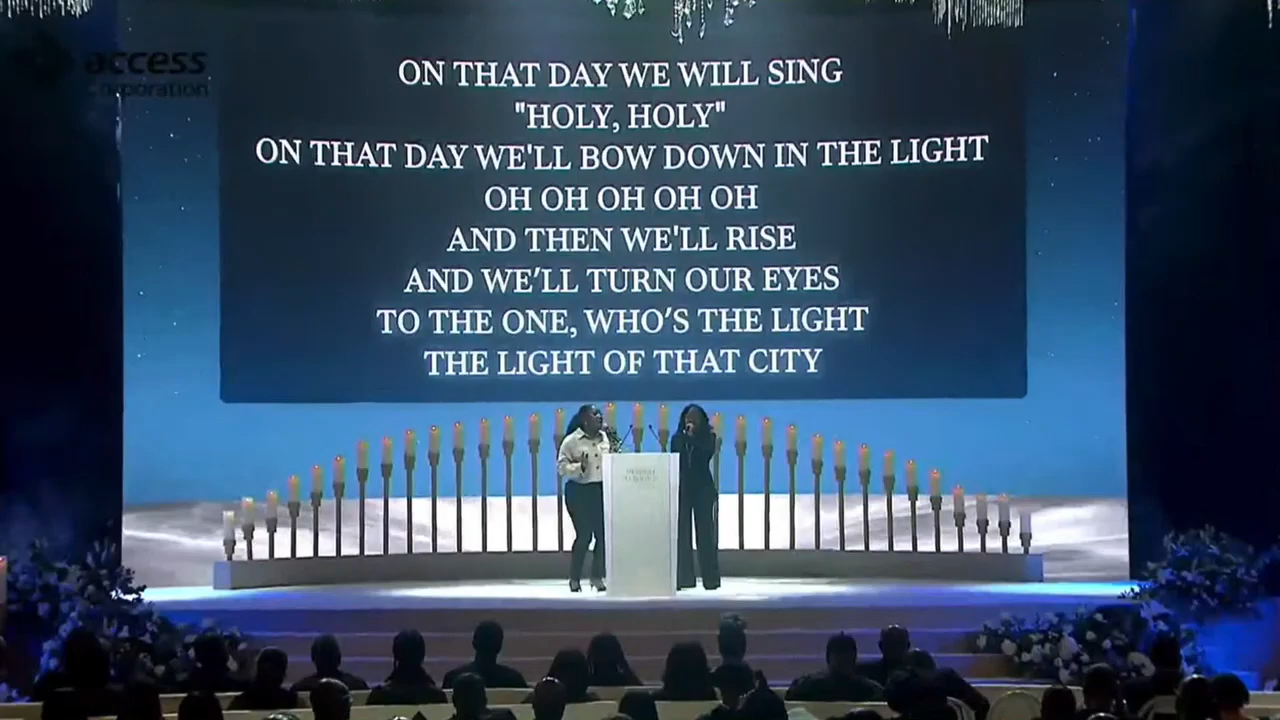 access
corporation
ON THAT DAY WE WILL SING
"HOLY, HOLY"
ON THAT DAY WE'LL BOW DOWN IN THE LIGHT
OH OH OH OH OH
AND THEN WE'LL RISE
AND WE’LL TURN OUR EYES
TO THE ONE, WHO’S THE LIGHT
THE LIGHT OF THAT CITY